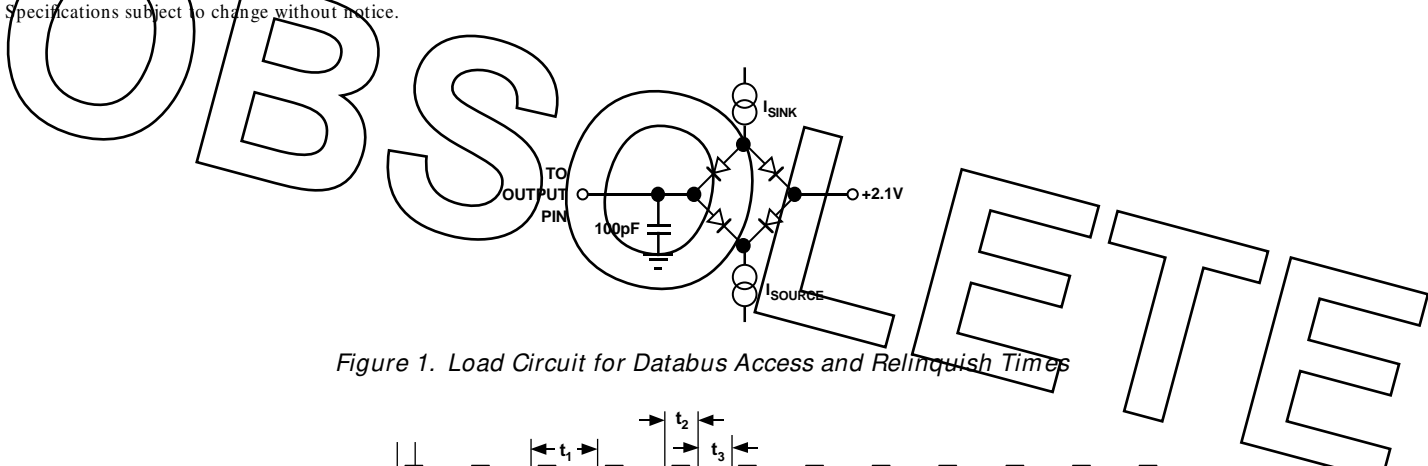 Specifications subject to change without notice.
OBSOLETE
I_SINK
TO
OUTPUT
PIN
+2.1V
100pF
I_SOURCE
Figure 1. Load Circuit for Databus Access and Relinquish Times
t_2
t_1
t_3